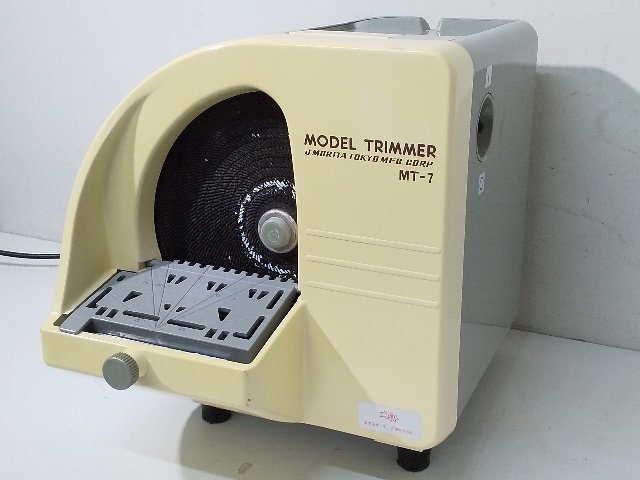 MODEL TRIMMER
J.MORITA TOKYO MFG. CORP
MT-7